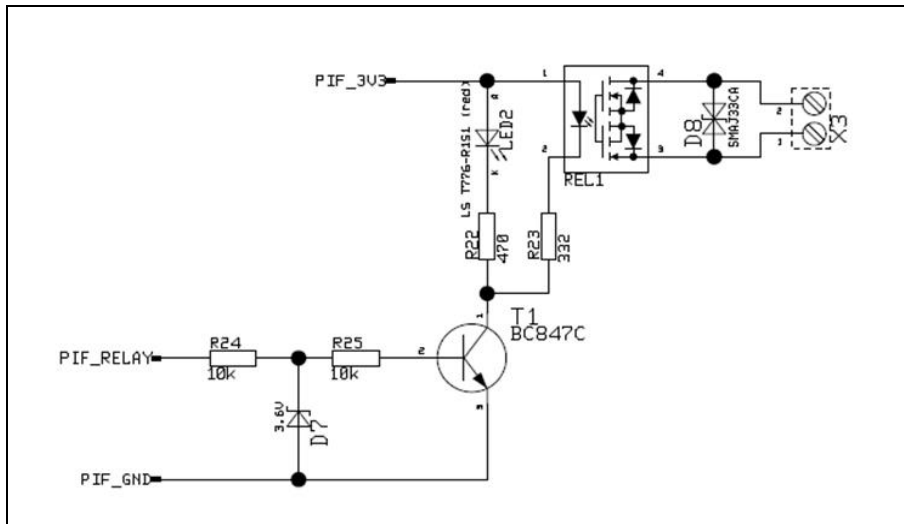 PIF_3V3
1
4
A
LED2
LS T776-R1S1 (red)
K
2
3
REL1
D8
SMAJ33CA
2
1
X3
R22
470
R23
332
1
T1
BC847C
PIF_RELAY
R24
10k
R25
10k
2
3.6V
D7
3
PIF_GND